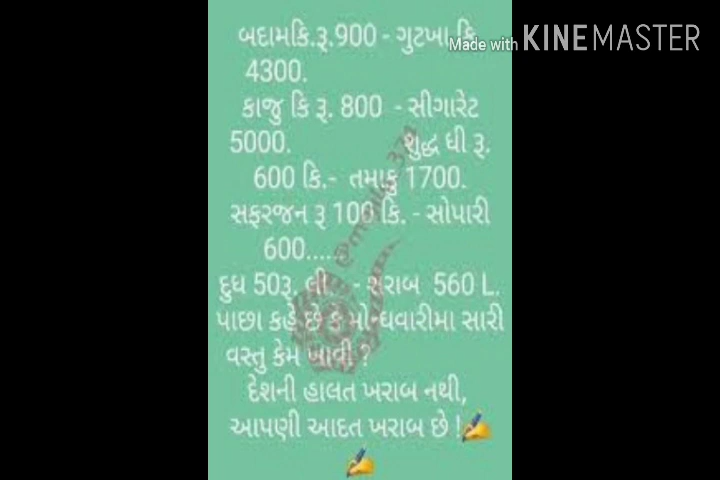 બદામકિ.રૂ.900 - ગુટખા કિ
Made with KINEMASTER
4300.
કાજુ કિ રૂ. 800 - સીગારેટ
5000. શુદ્ધ ઘી રૂ.
600 કિ.- તમાકુ 1700.
સફરજન રૂ 100 કિ. - સોપારી
600.....
દુધ 50રૂ. લી. - શરાબ 560 L.
પાછા કહે છે કે મોન્ઘવારીમા સારી
વસ્તુ કેમ ખાવી ?
દેશની હાલત ખરાબ નથી,
આપણી આદત ખરાબ છે !✍
✍